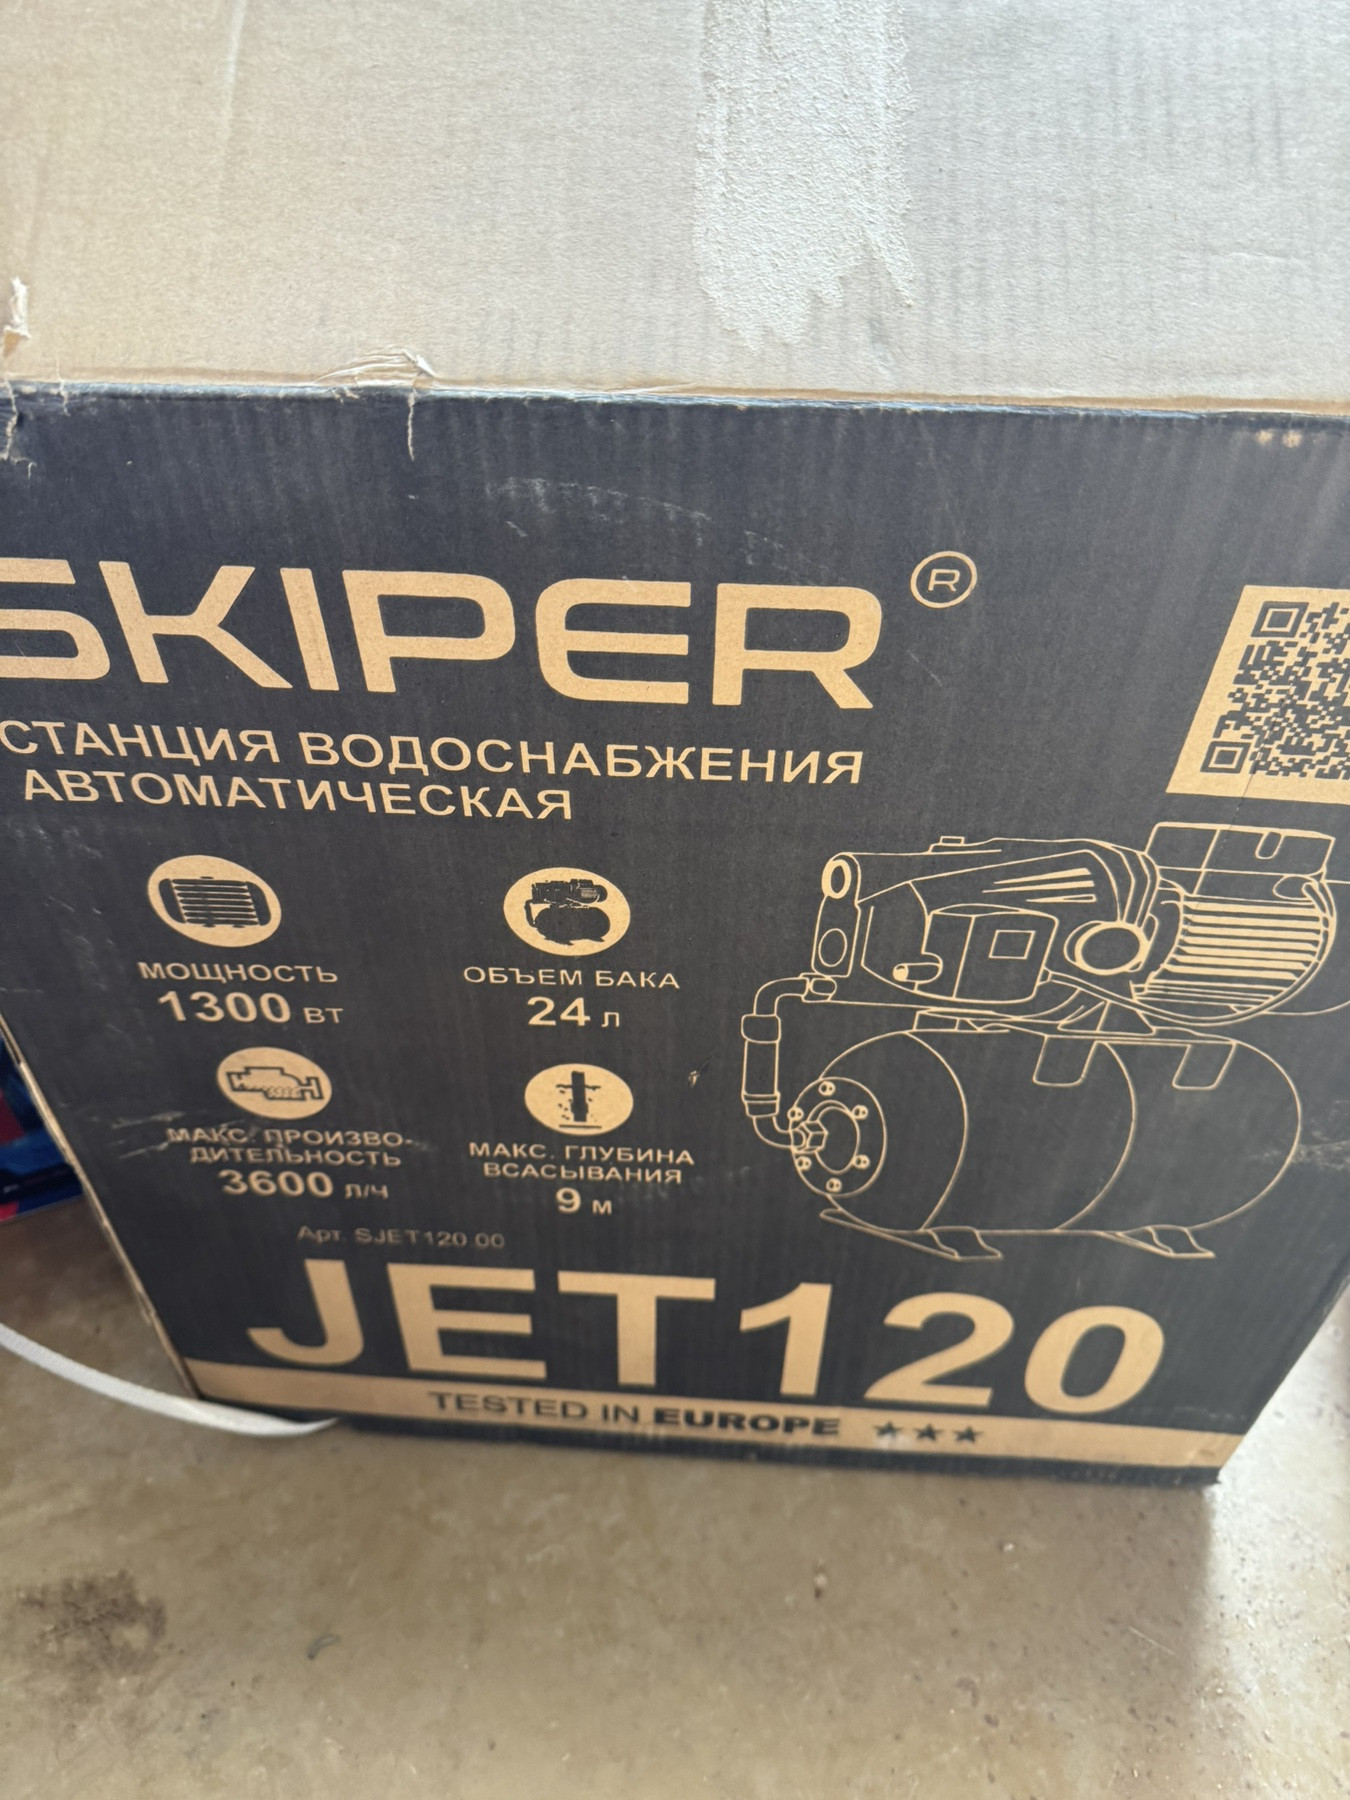 SKIPER ®
СТАНЦИЯ ВОДОСНАБЖЕНИЯ
АВТОМАТИЧЕСКАЯ
МОЩНОСТЬ
1300 ВТ
ОБЪЕМ БАКА
24 Л
МАКС. ПРОИЗВО-
ДИТЕЛЬНОСТЬ
3600 Л/Ч
МАКС. ГЛУБИНА
ВСАСЫВАНИЯ
9 М
Арт. SJET120.00
JET120
TESTED IN EUROPE ★★★